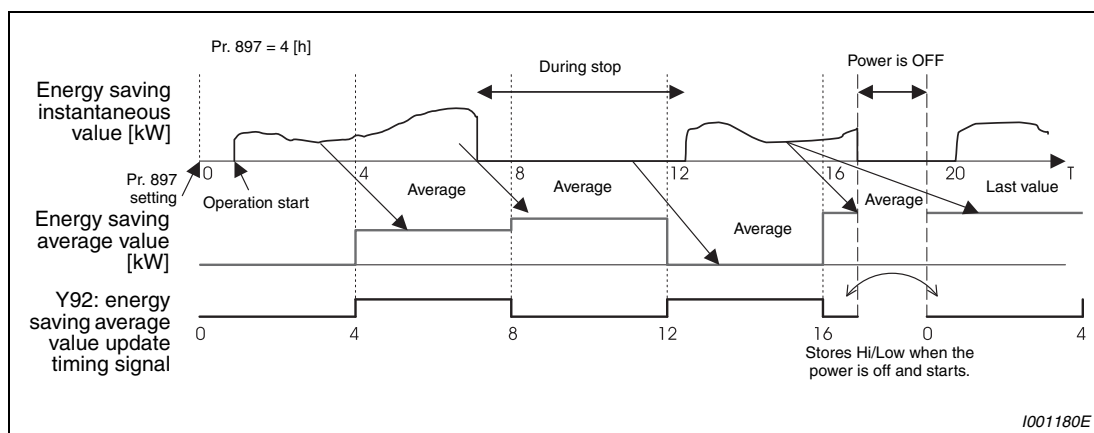 Pr. 897 = 4 [h]
Power is OFF
During stop
Energy saving
instantaneous
value [kW]
0
4
8
12
16
20
T
Pr. 897
setting
Operation start
Average
Average
Average
Average
Last value
Energy saving
average value
[kW]
Y92: energy
saving average
value update
timing signal
0
4
8
12
16
0
4
Stores Hi/Low when the
power is off and starts.
I001180E